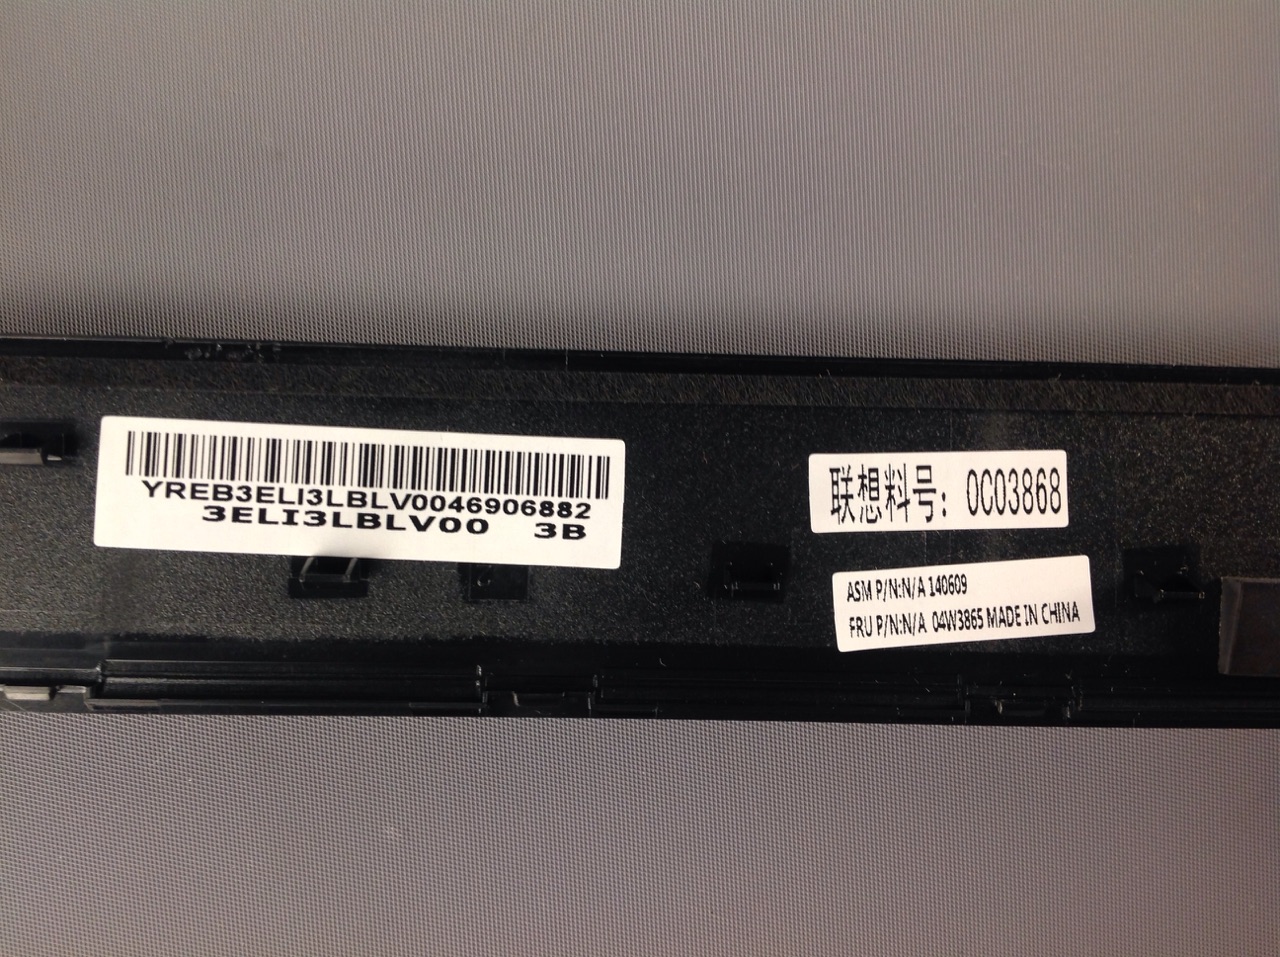 YREB3ELI3LBLV0046906882
3ELI3LBLV00 3B
联想料号: 0C03868
ASM P/N:N/A 140609
FRU P/N:N/A 04W3865 MADE IN CHINA